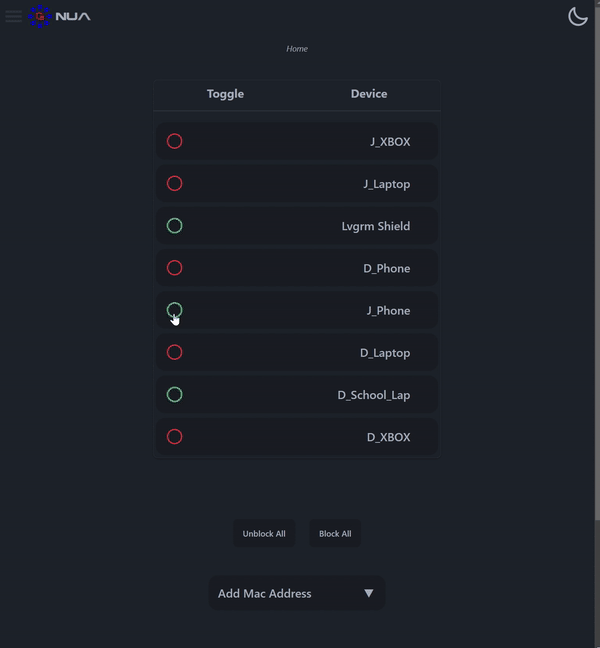 NUA
Home
Toggle Device
J_XBOX
J_Laptop
Lvgrm Shield
D_Phone
J_Phone
D_Laptop
D_School_Lap
D_XBOX
Unblock All Block All
Add Mac Address ▼